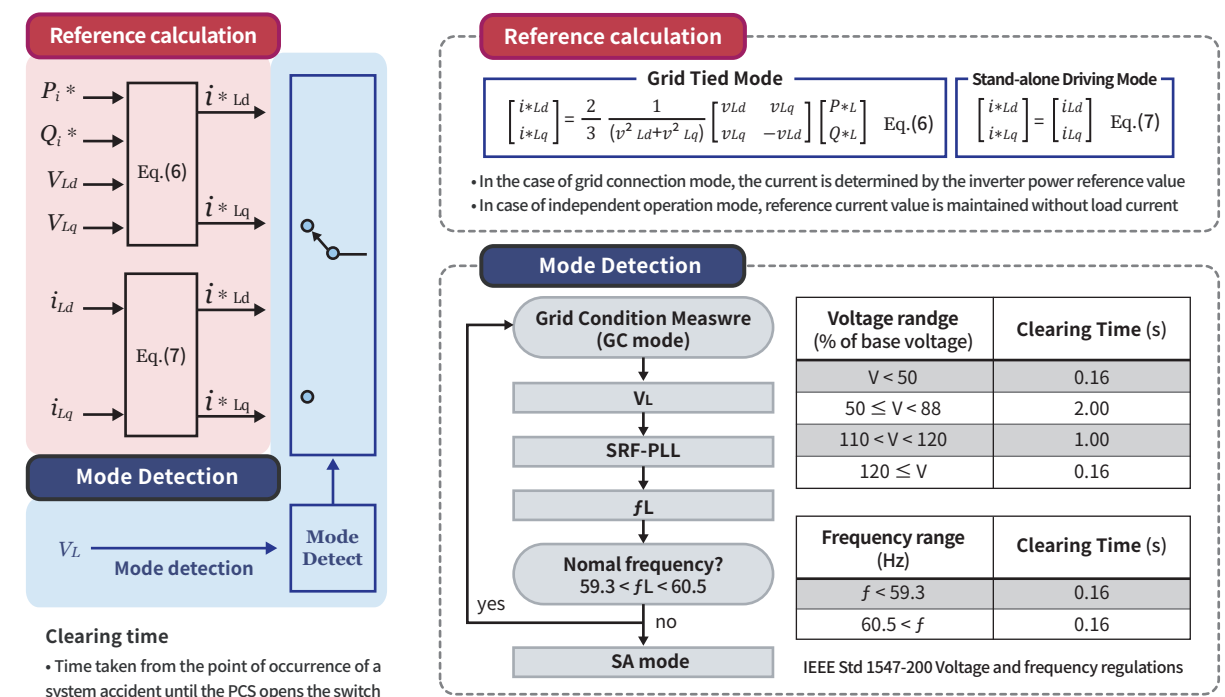 Reference calculation
P_i *
Q_i *
V_Ld
V_Lq
Eq.(6)
i * Ld
i * Lq
i_Ld
i_Lq
Eq.(7)
i * Ld
i * Lq
Mode Detection
V_L
Mode detection
Mode
Detect
Clearing time
• Time taken from the point of occurrence of a
system accident until the PCS opens the switch
Reference calculation
Grid Tied Mode
[i*Ld i*Lq] = 2/3 1/(v² Ld+v² Lq) [vLd vLq vLq −vLd] [P*L Q*L] Eq.(6)
Stand-alone Driving Mode
[i*Ld i*Lq] = [iLd iLq] Eq.(7)
• In the case of grid connection mode, the current is determined by the inverter power reference value
• In case of independent operation mode, reference current value is maintained without load current
Mode Detection
Grid Condition Measwre
(GC mode)
VL
SRF-PLL
ƒL
Nomal frequency?
59.3 < ƒL < 60.5
yes
no
SA mode
Voltage randge
(% of base voltage)
Clearing Time (s)
V < 50 0.16
50 ≦ V < 88 2.00
110 < V < 120 1.00
120 ≦ V 0.16
Frequency range
(Hz)
Clearing Time (s)
ƒ < 59.3 0.16
60.5 < ƒ 0.16
IEEE Std 1547-200 Voltage and frequency regulations